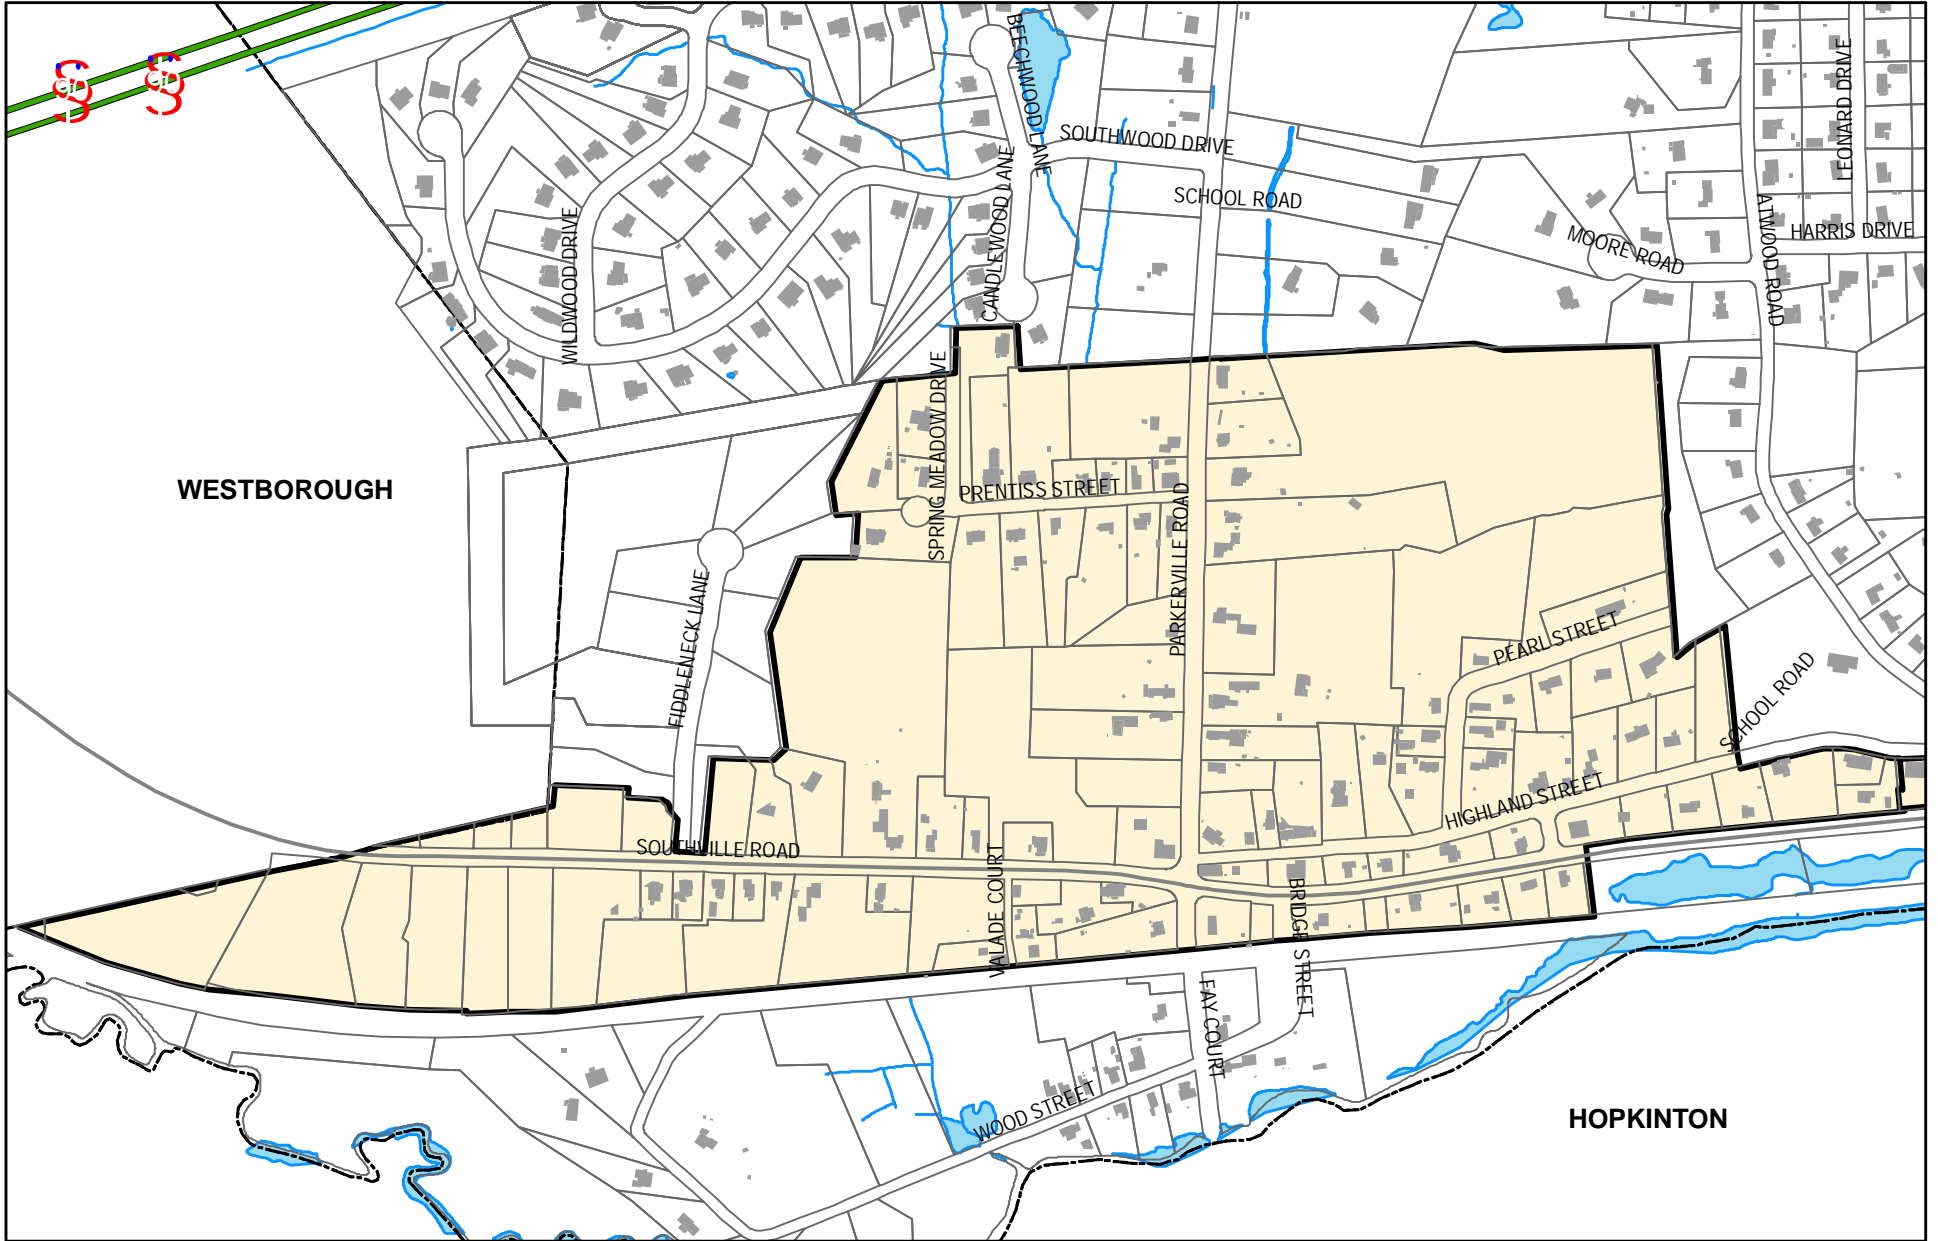 BEECHWOOD LANE
LEONARD DRIVE
SOUTHWOOD DRIVE
SCHOOL ROAD
CANDLEWOOD LANE
WILDWOOD DRIVE
MOORE ROAD
ATWOOD ROAD
HARRIS DRIVE
SPRING MEADOW DRIVE
WESTBOROUGH
PRENTISS STREET
PARKERVILLE ROAD
FIDDLENECK LANE
PEARL STREET
SCHOOL ROAD
HIGHLAND STREET
SOUTHVILLE ROAD
VALADE COURT
BRIDGE STREET
FAY COURT
WOOD STREET
HOPKINTON